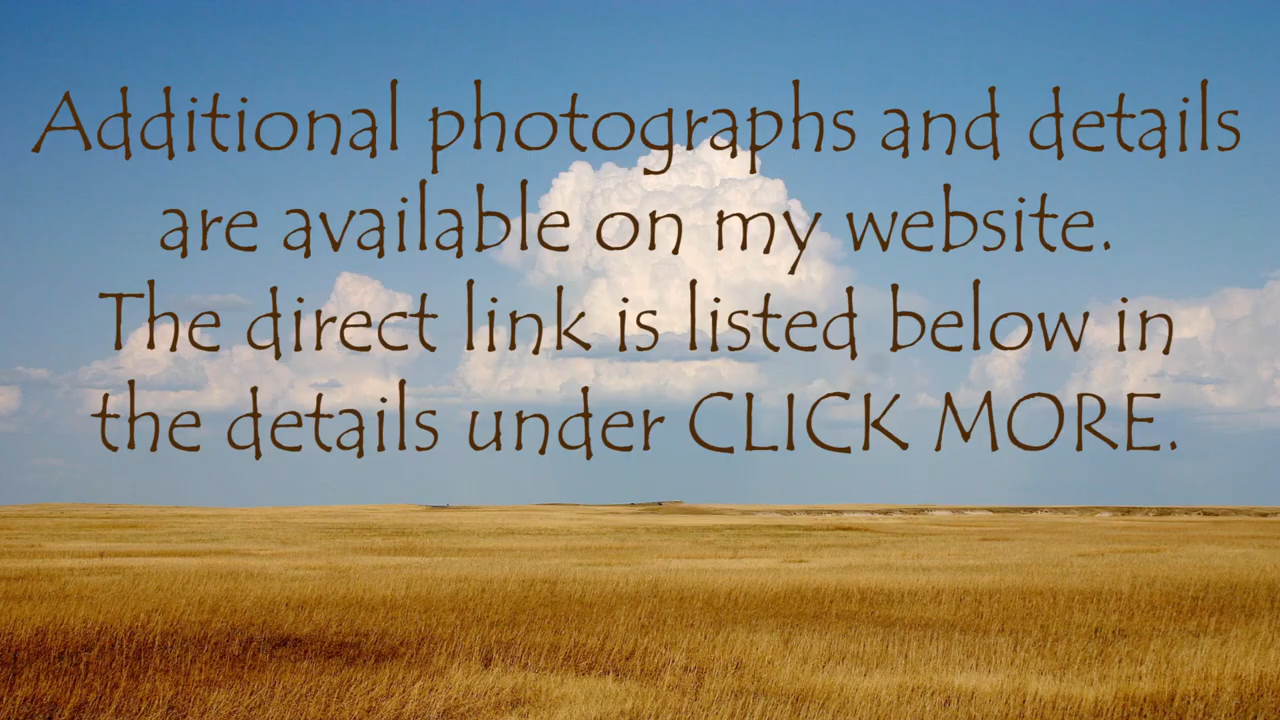 Additional photographs and details
are available on my website.
The direct link is listed below in
the details under CLICK MORE.